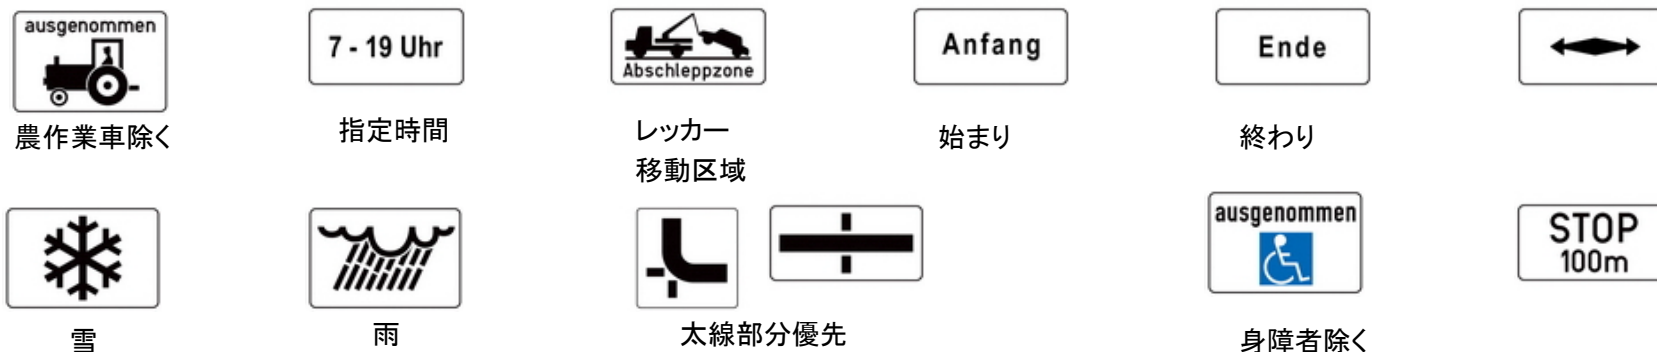 ausgenommen
農作業車除く
7 - 19 Uhr
指定時間
Abschleppzone
レッカー
移動区域
Anfang
始まり
Ende
終わり
雪
雨
太線部分優先
ausgenommen
身障者除く
STOP
100m